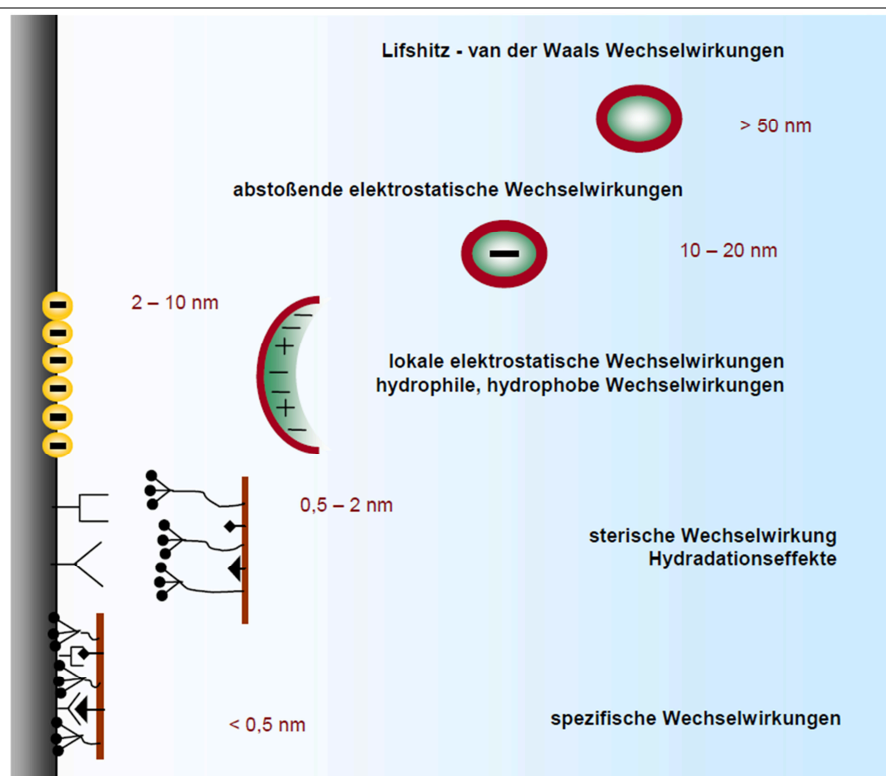 Lifshitz - van der Waals Wechselwirkungen
> 50 nm
abstoßende elektrostatische Wechselwirkungen
10 – 20 nm
2 – 10 nm
lokale elektrostatische Wechselwirkungen
hydrophile, hydrophobe Wechselwirkungen
0,5 – 2 nm
sterische Wechselwirkung
Hydradationseffekte
< 0,5 nm
spezifische Wechselwirkungen